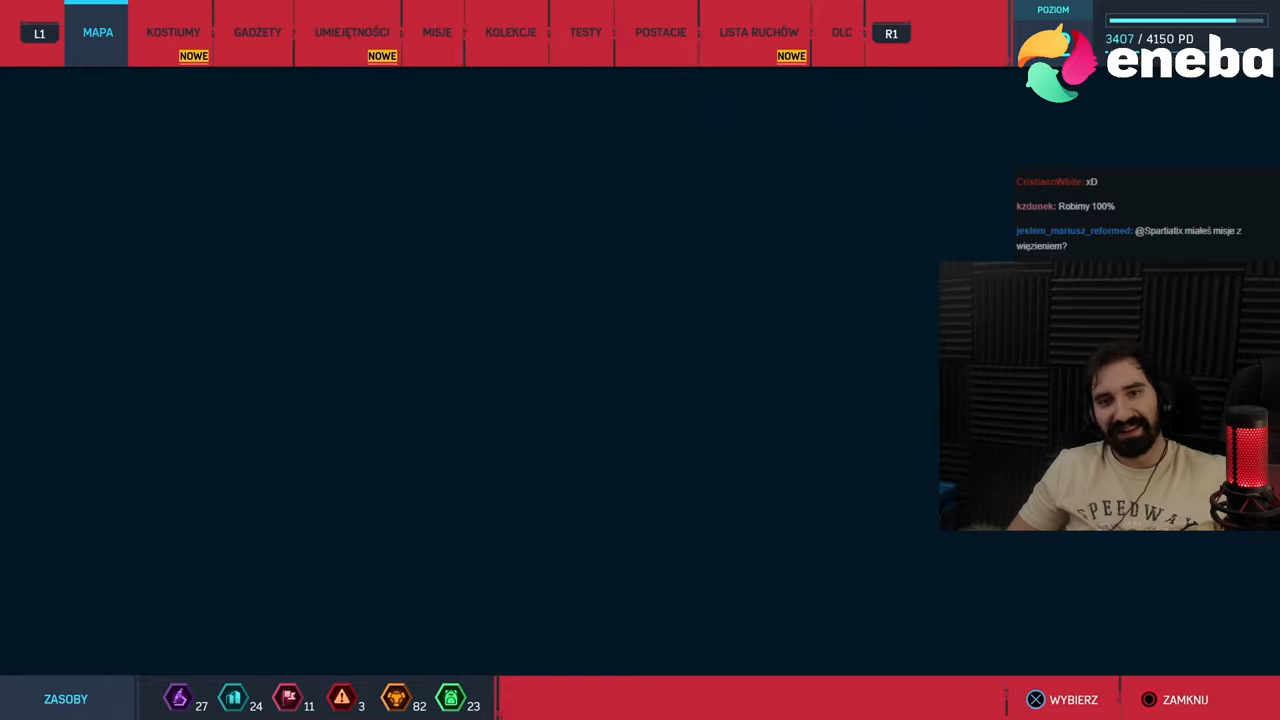 L1
MAPA
KOSTIUMY
NOWE
GADŻETY
UMIEJĘTNOŚCI
NOWE
MISJE
KOLEKCJE
TESTY
POSTACIE
LISTA RUCHÓW
NOWE
DLC
R1
POZIOM
3407 / 4150 PD
eneba
CristianoWhite: xD
kzdunek: Robimy 100%
jestem_mariusz_reformed: @Spartiatix miałeś misje z
więzieniem?
SPEEDWAY
ZASOBY
27
24
11
3
82
23
WYBIERZ
ZAMKNIJ